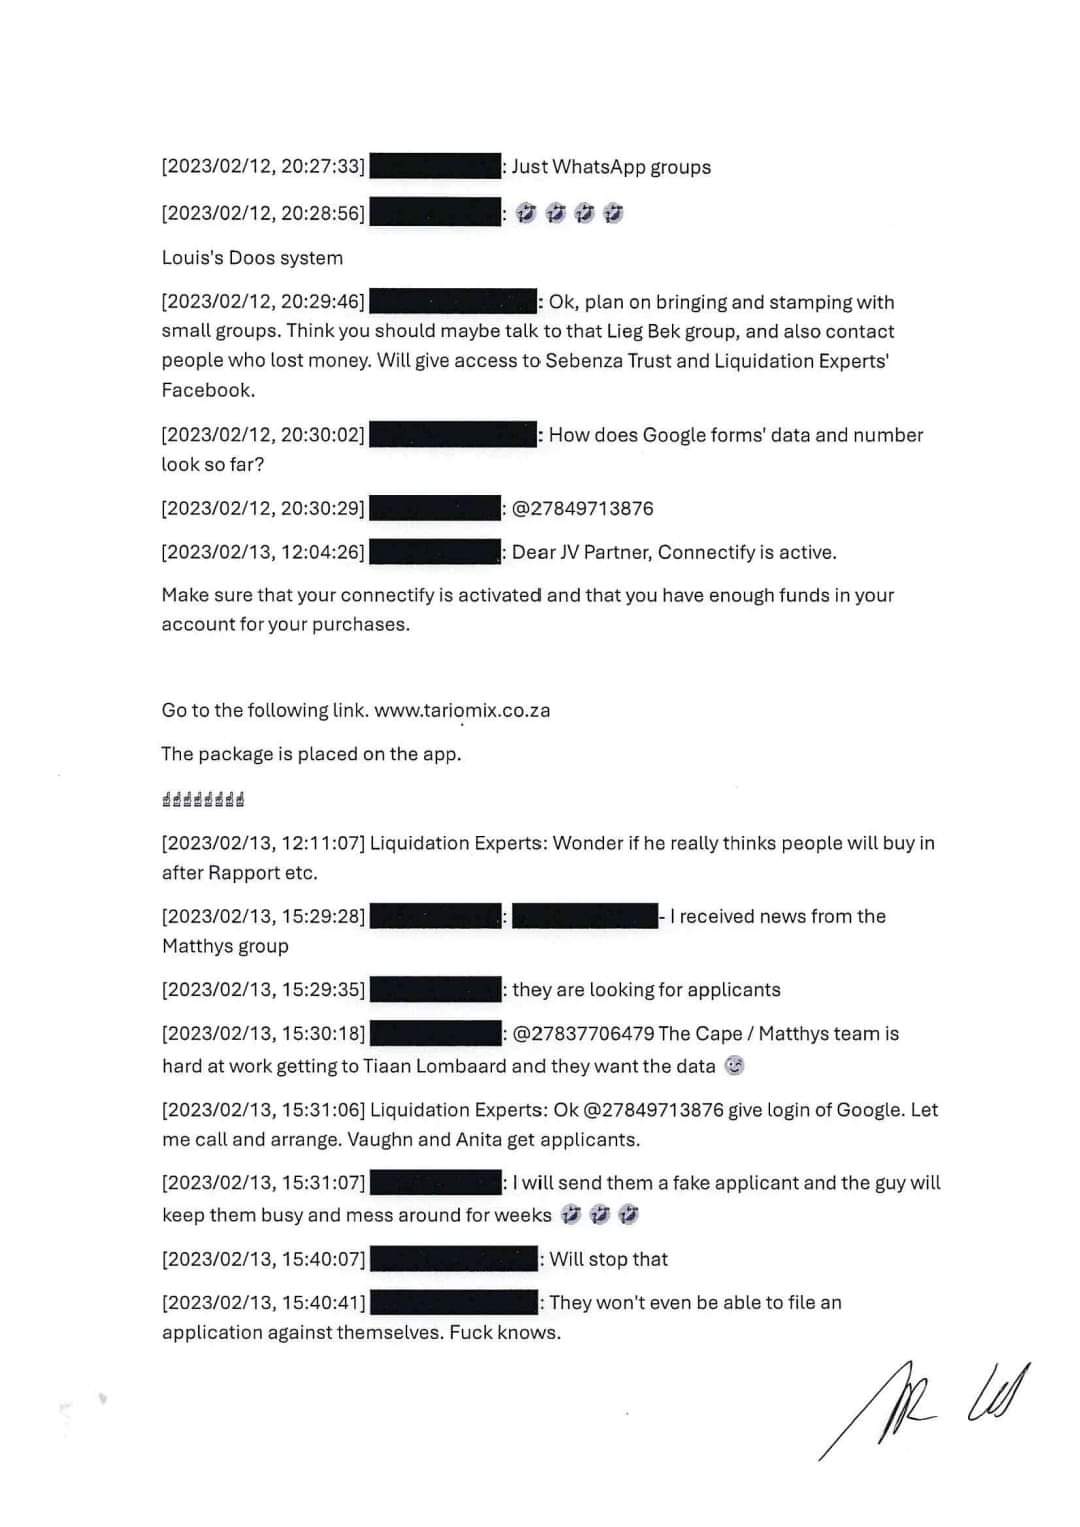 [2023/02/12, 20:27:33] : Just WhatsApp groups
[2023/02/12, 20:28:56] : 🤣 🤣 🤣 🤣
Louis's Doos system
[2023/02/12, 20:29:46] : Ok, plan on bringing and stamping with
small groups. Think you should maybe talk to that Lieg Bek group, and also contact
people who lost money. Will give access to Sebenza Trust and Liquidation Experts'
Facebook.
[2023/02/12, 20:30:02] : How does Google forms' data and number
look so far?
[2023/02/12, 20:30:29] : @27849713876
[2023/02/13, 12:04:26] : Dear JV Partner, Connectify is active.
Make sure that your connectify is activated and that you have enough funds in your
account for your purchases.
Go to the following link. www.tariomix.co.za
The package is placed on the app.
☝☝☝☝☝☝☝☝
[2023/02/13, 12:11:07] Liquidation Experts: Wonder if he really thinks people will buy in
after Rapport etc.
[2023/02/13, 15:29:28] : - I received news from the
Matthys group
[2023/02/13, 15:29:35] : they are looking for applicants
[2023/02/13, 15:30:18] : @27837706479 The Cape / Matthys team is
hard at work getting to Tiaan Lombaard and they want the data 😉
[2023/02/13, 15:31:06] Liquidation Experts: Ok @27849713876 give login of Google. Let
me call and arrange. Vaughn and Anita get applicants.
[2023/02/13, 15:31:07] : I will send them a fake applicant and the guy will
keep them busy and mess around for weeks 🤣 🤣 🤣
[2023/02/13, 15:40:07] : Will stop that
[2023/02/13, 15:40:41] : They won't even be able to file an
application against themselves. Fuck knows.